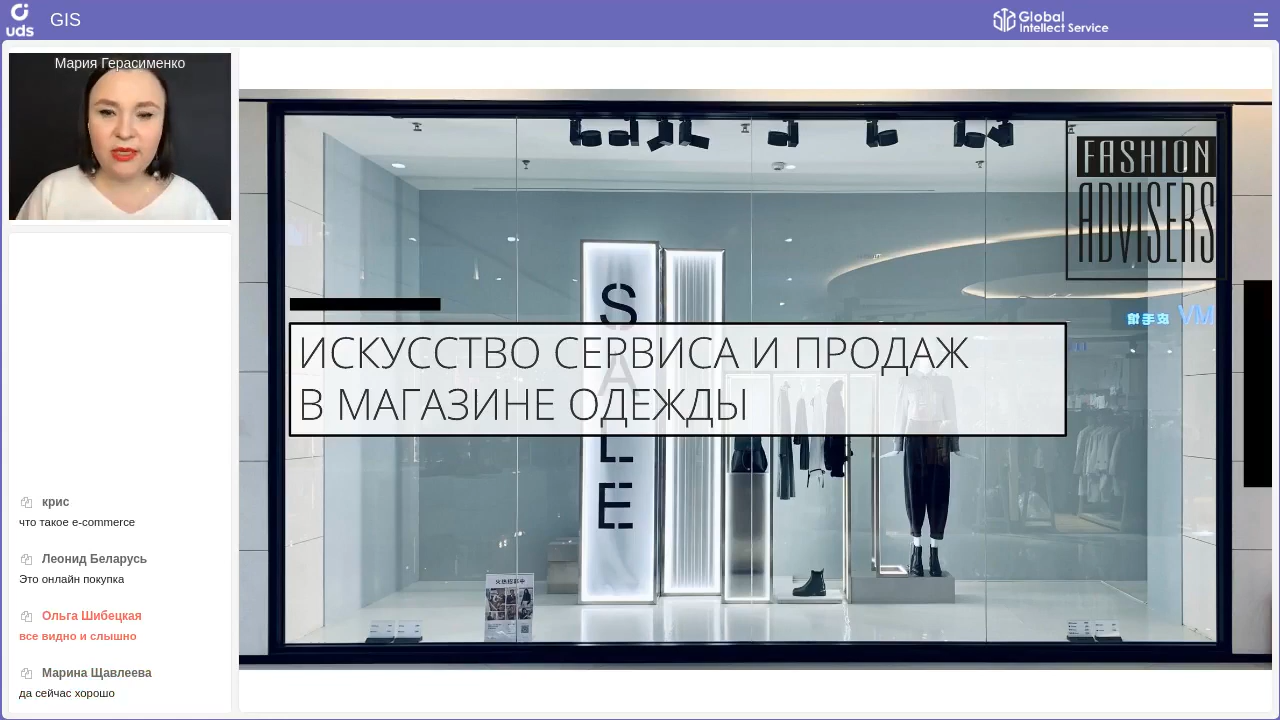 uds
GIS
Global
Intellect Service
Мария Герасименко
FASHION
ADVISERS
SALE
ИСКУССТВО СЕРВИСА И ПРОДАЖ
В МАГАЗИНЕ ОДЕЖДЫ
крис
что такое e-commerce
Леонид Беларусь
Это онлайн покупка
Ольга Шибецкая
все видно и слышно
Марина Щавлеева
да сейчас хорошо